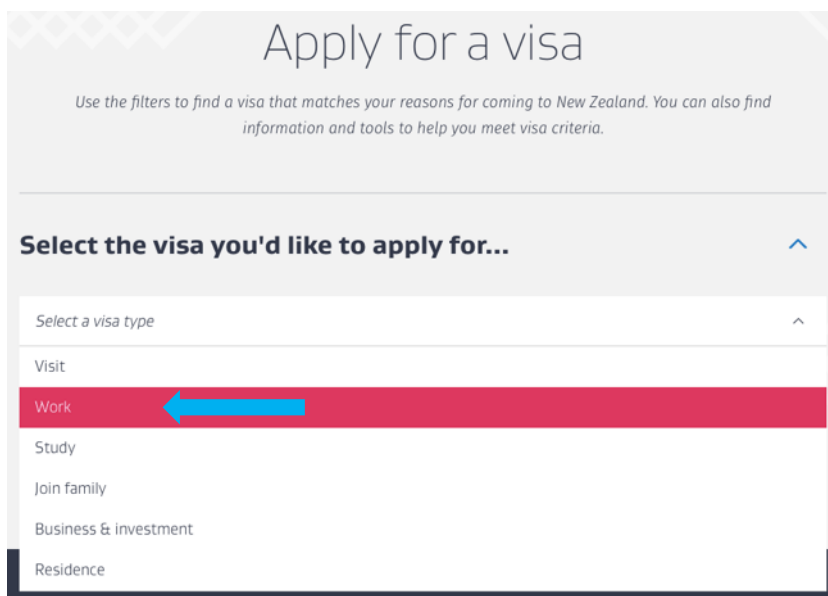 Apply for a visa
Use the filters to find a visa that matches your reasons for coming to New Zealand. You can also find
information and tools to help you meet visa criteria.
Select the visa you'd like to apply for...
Select a visa type
Visit
Work
Study
Join family
Business & investment
Residence